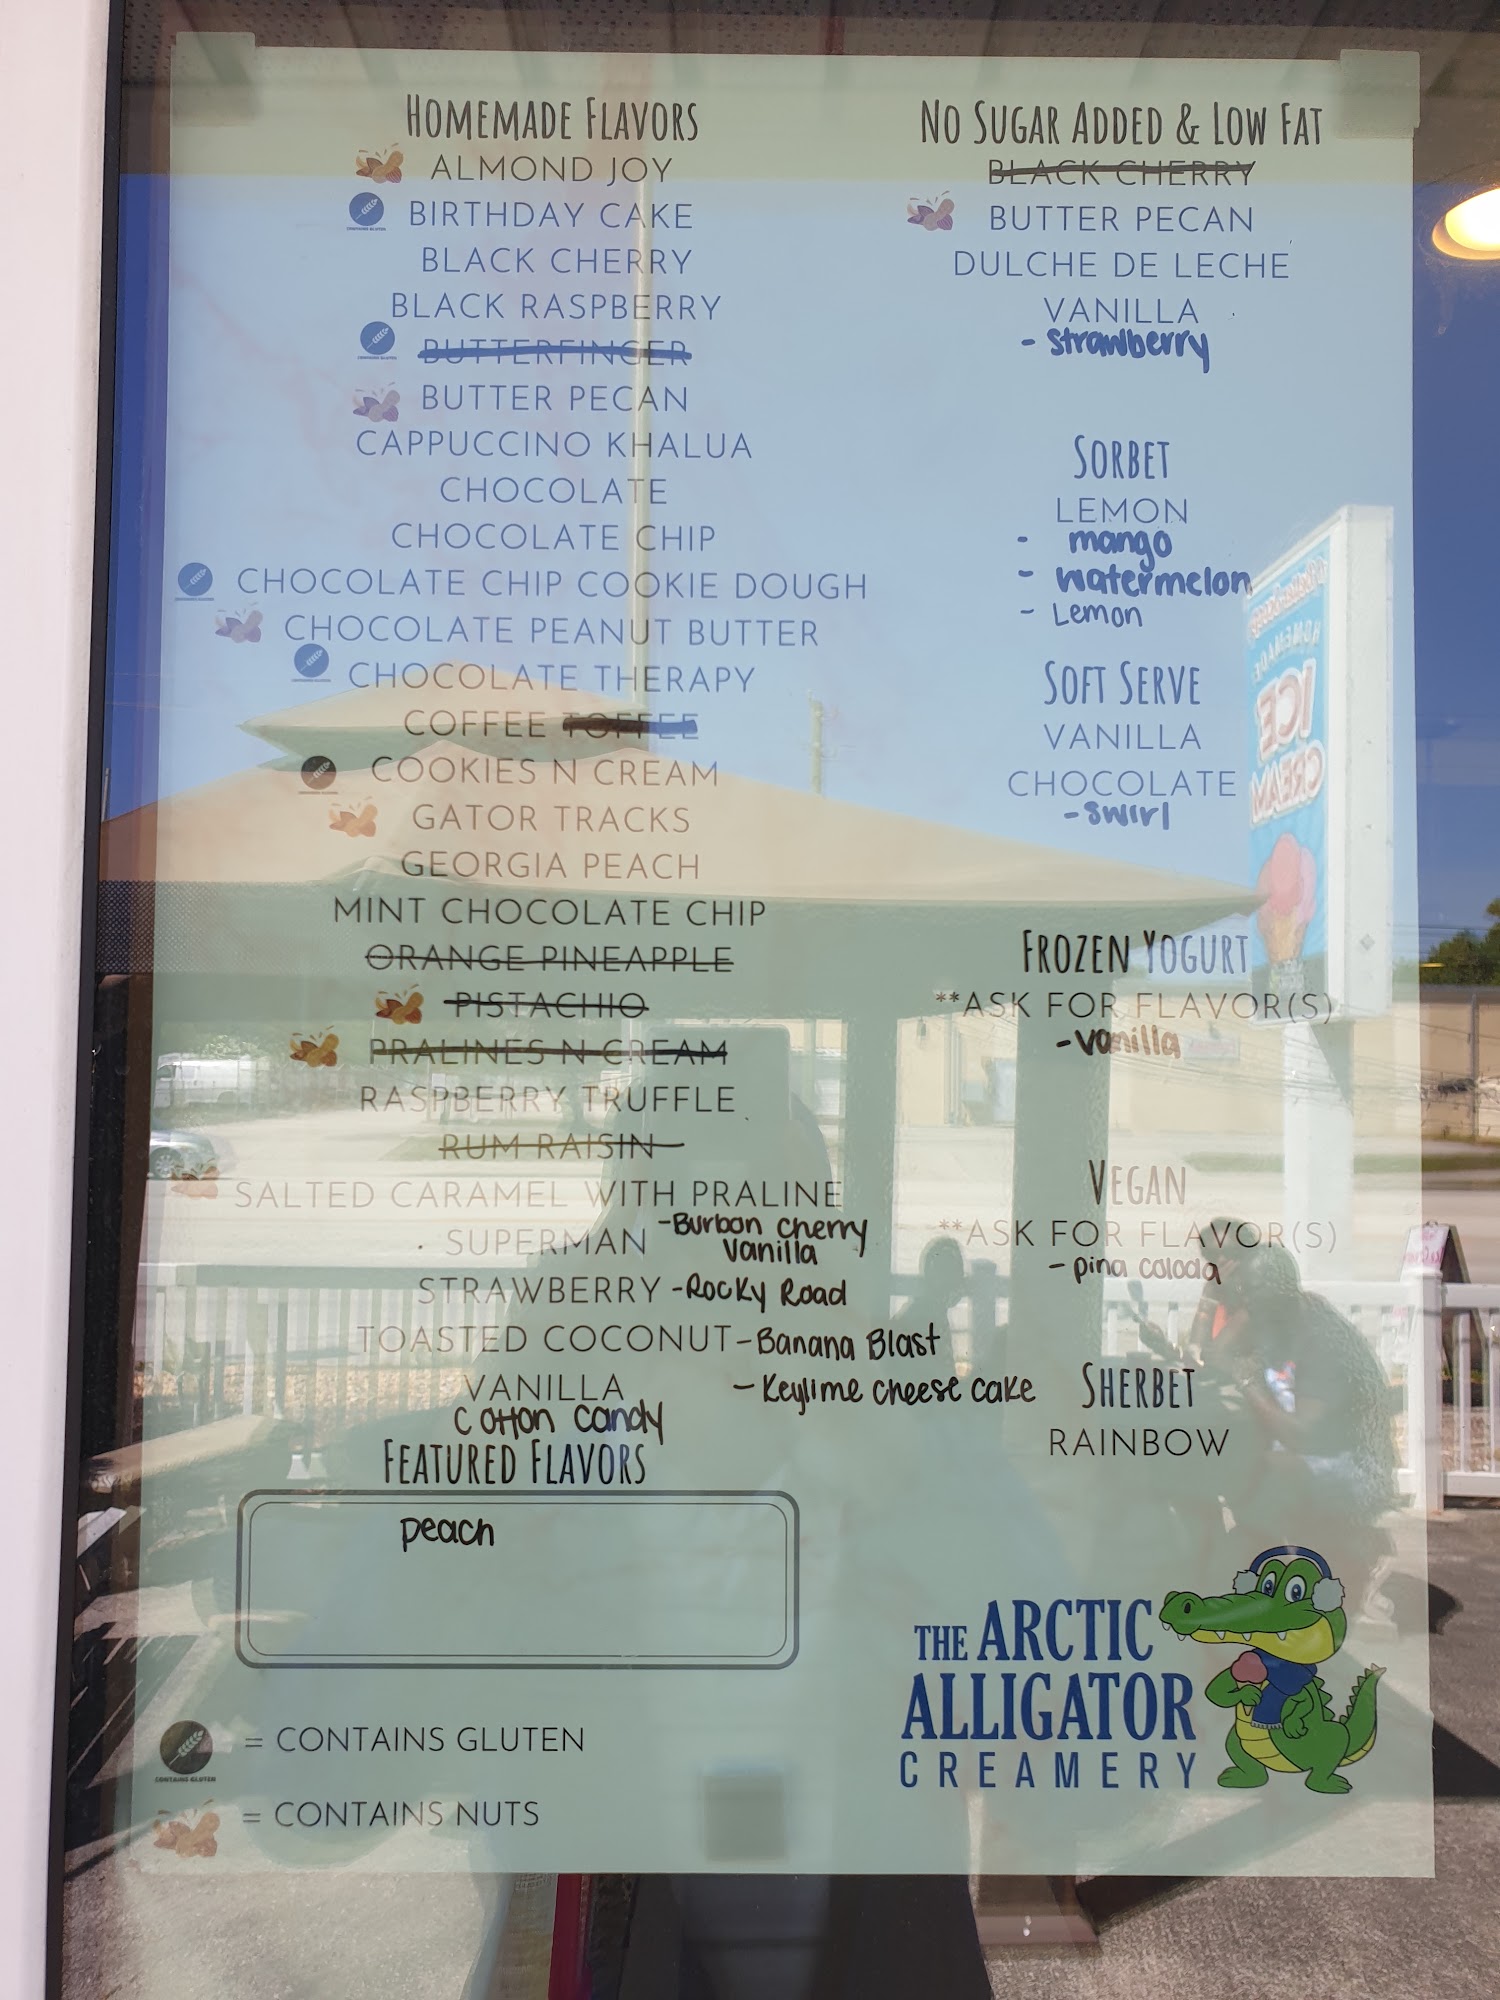 HOMEMADE FLAVORS
ALMOND JOY
BIRTHDAY CAKE
BLACK CHERRY
BLACK RASPBERRY
BUTTERFINGER
BUTTER PECAN
CAPPUCCINO KHALUA
CHOCOLATE
CHOCOLATE CHIP
CHOCOLATE CHIP COOKIE DOUGH
CHOCOLATE PEANUT BUTTER
CHOCOLATE THERAPY
COFFEE TOFFEE
COOKIES N CREAM
GATOR TRACKS
GEORGIA PEACH
MINT CHOCOLATE CHIP
ORANGE PINEAPPLE
PISTACHIO
PRALINES N CREAM
RASPBERRY TRUFFLE
RUM RAISIN
SALTED CARAMEL WITH PRALINE
SUPERMAN -Burbon cherry
Vanilla
STRAWBERRY -Rocky Road
TOASTED COCONUT -Banana Blast
VANILLA - Keylime cheese cake
Cotton candy
FEATURED FLAVORS
peach
CONTAINS GLUTEN
= CONTAINS GLUTEN
= CONTAINS NUTS
NO SUGAR ADDED & LOW FAT
BLACK CHERRY
BUTTER PECAN
DULCHE DE LECHE
VANILLA
- strawberry
SORBET
LEMON
- mango
- watermelon
- Lemon
SOFT SERVE
VANILLA
CHOCOLATE
-swirl
FROZEN YOGURT
**ASK FOR FLAVOR(S)
-vanilla
VEGAN
**ASK FOR FLAVOR(S)
- pina colada
SHERBET
RAINBOW
THE ARCTIC
ALLIGATOR
CREAMERY
HOMEMADE
ICE
CREAM